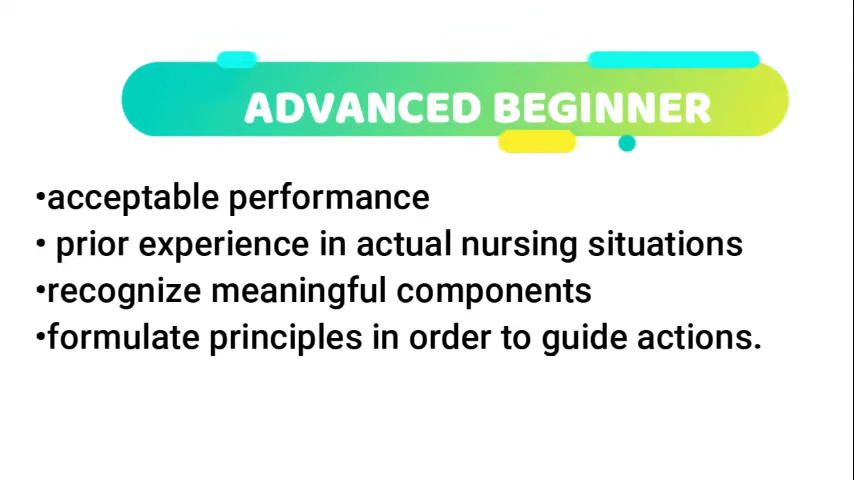 ADVANCED BEGINNER
•acceptable performance
• prior experience in actual nursing situations
•recognize meaningful components
•formulate principles in order to guide actions.